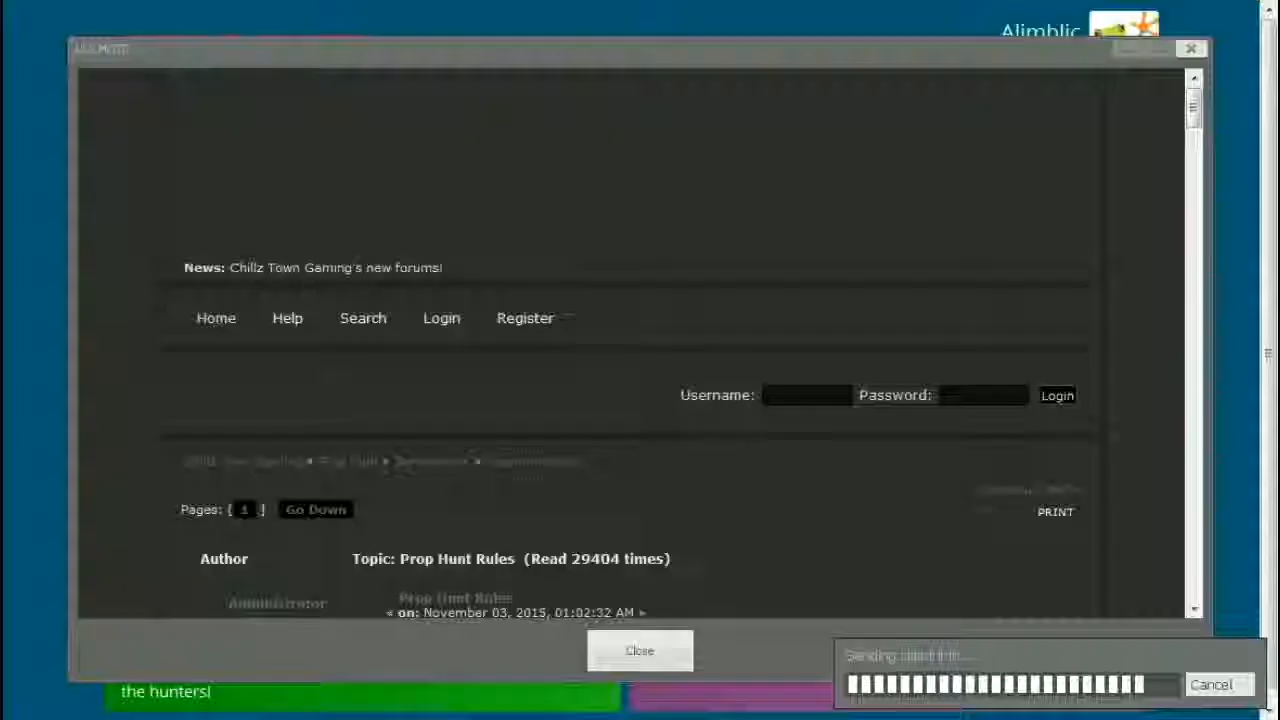 Alimblic
News: Chillz Town Gaming's new forums!
Home Help Search Login Register
Username: Password: Login
Pages: [ 1 ] Go Down
PRINT
Author Topic: Prop Hunt Rules (Read 29404 times)
Administrator Prop Hunt Rules
« on: November 03, 2015, 01:02:32 AM »
Close
Sending
Cancel
the hunters!